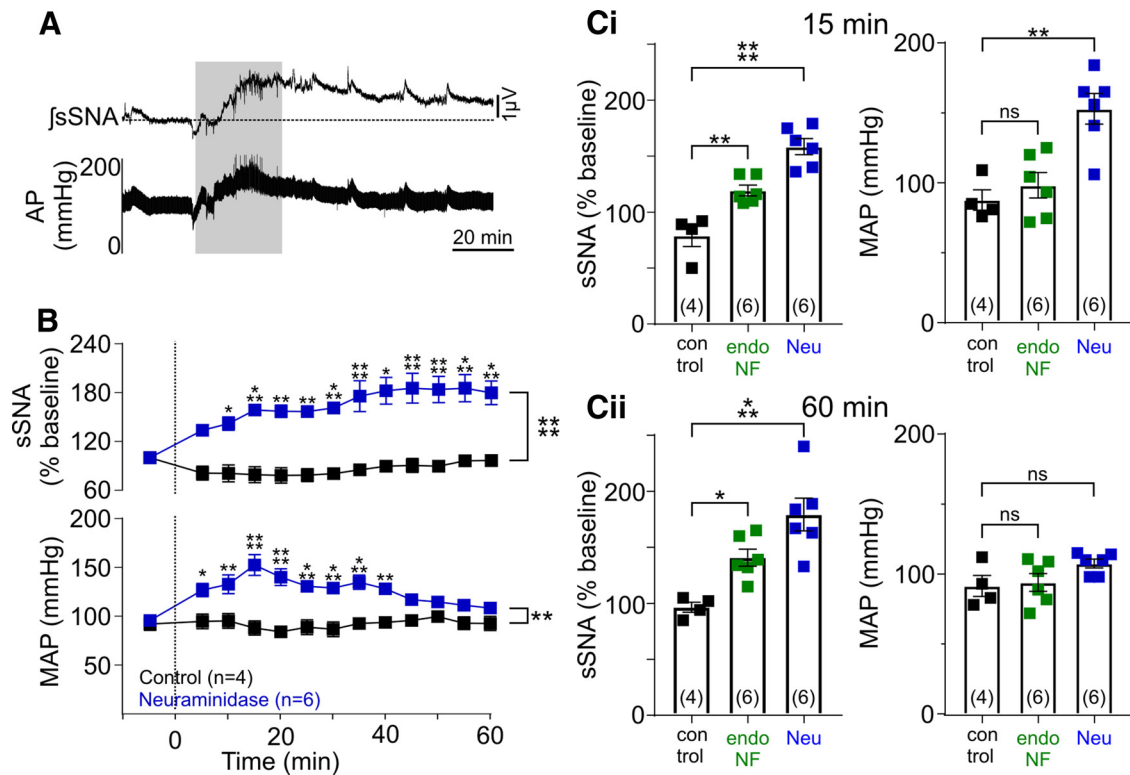 A
∫sSNA
1µV
200
AP
(mmHg)
0
20 min
B
240
180
120
60
sSNA
(% baseline)
*
*
**
**
**
*
**
**
**
*
**
**
**
**
*
**
*
**
**
**
200
150
100
50
MAP (mmHg)
*
**
**
**
**
**
*
**
*
**
*
**
**
**
Control (n=4)
Neuraminidase (n=6)
0
20
40
60
Time (min)
Ci
15 min
sSNA (% baseline)
200
100
0
**
**
**
(4)
(6)
(6)
con
trol
endo
NF
Neu
MAP (mmHg)
200
100
0
**
ns
(4)
(6)
(6)
con
trol
endo
NF
Neu
Cii
60 min
sSNA (% baseline)
200
100
0
*
**
*
(4)
(6)
(6)
con
trol
endo
NF
Neu
MAP (mmHg)
200
100
0
ns
ns
(4)
(6)
(6)
con
trol
endo
NF
Neu